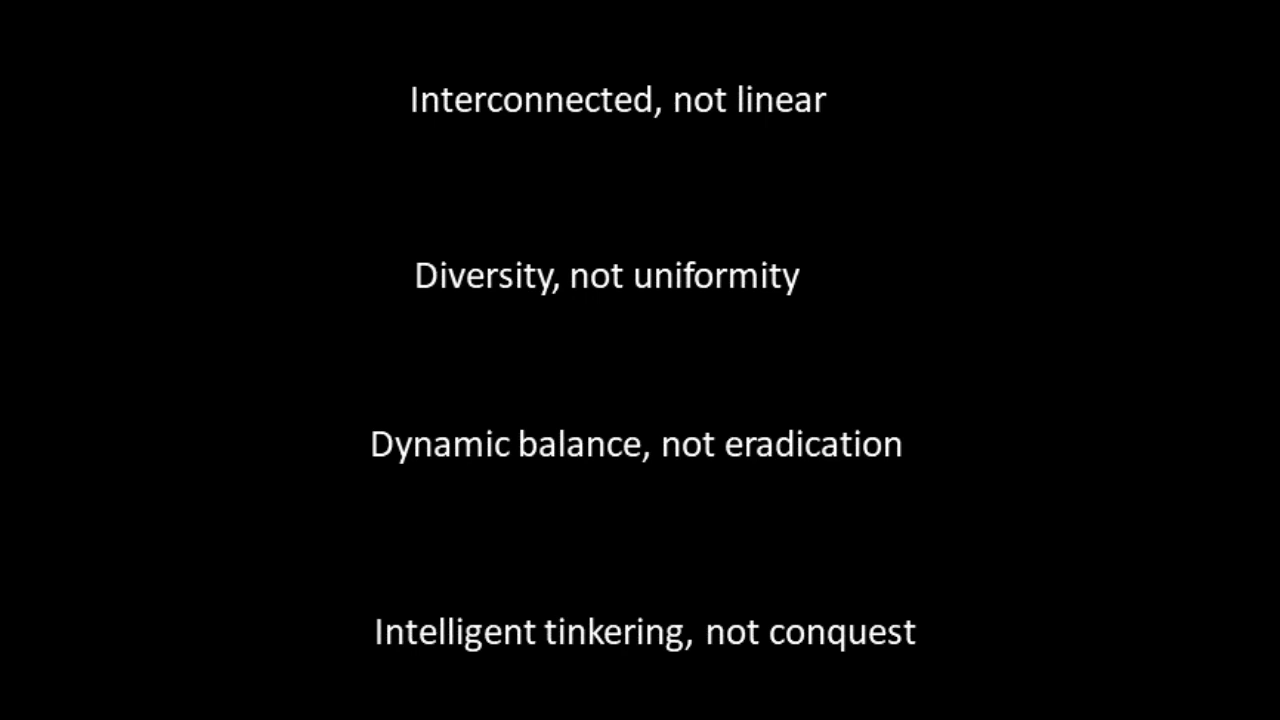 Interconnected, not linear
Diversity, not uniformity
Dynamic balance, not eradication
Intelligent tinkering, not conquest